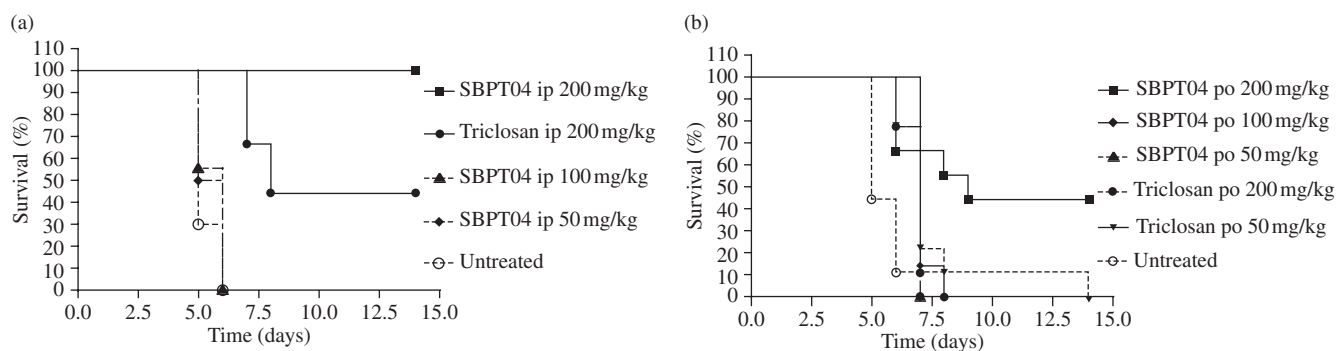 (a)
110
100
90
80
70
60
50
40
30
20
10
0
Survival (%)
0.0 2.5 5.0 7.5 10.0 12.5 15.0
Time (days)
SBPT04 ip 200 mg/kg
Triclosan ip 200 mg/kg
SBPT04 ip 100 mg/kg
SBPT04 ip 50 mg/kg
Untreated
(b)
110
100
90
80
70
60
50
40
30
20
10
0
Survival (%)
0.0 2.5 5.0 7.5 10.0 12.5 15.0
Time (days)
SBPT04 po 200 mg/kg
SBPT04 po 100 mg/kg
SBPT04 po 50 mg/kg
Triclosan po 200 mg/kg
Triclosan po 50 mg/kg
Untreated